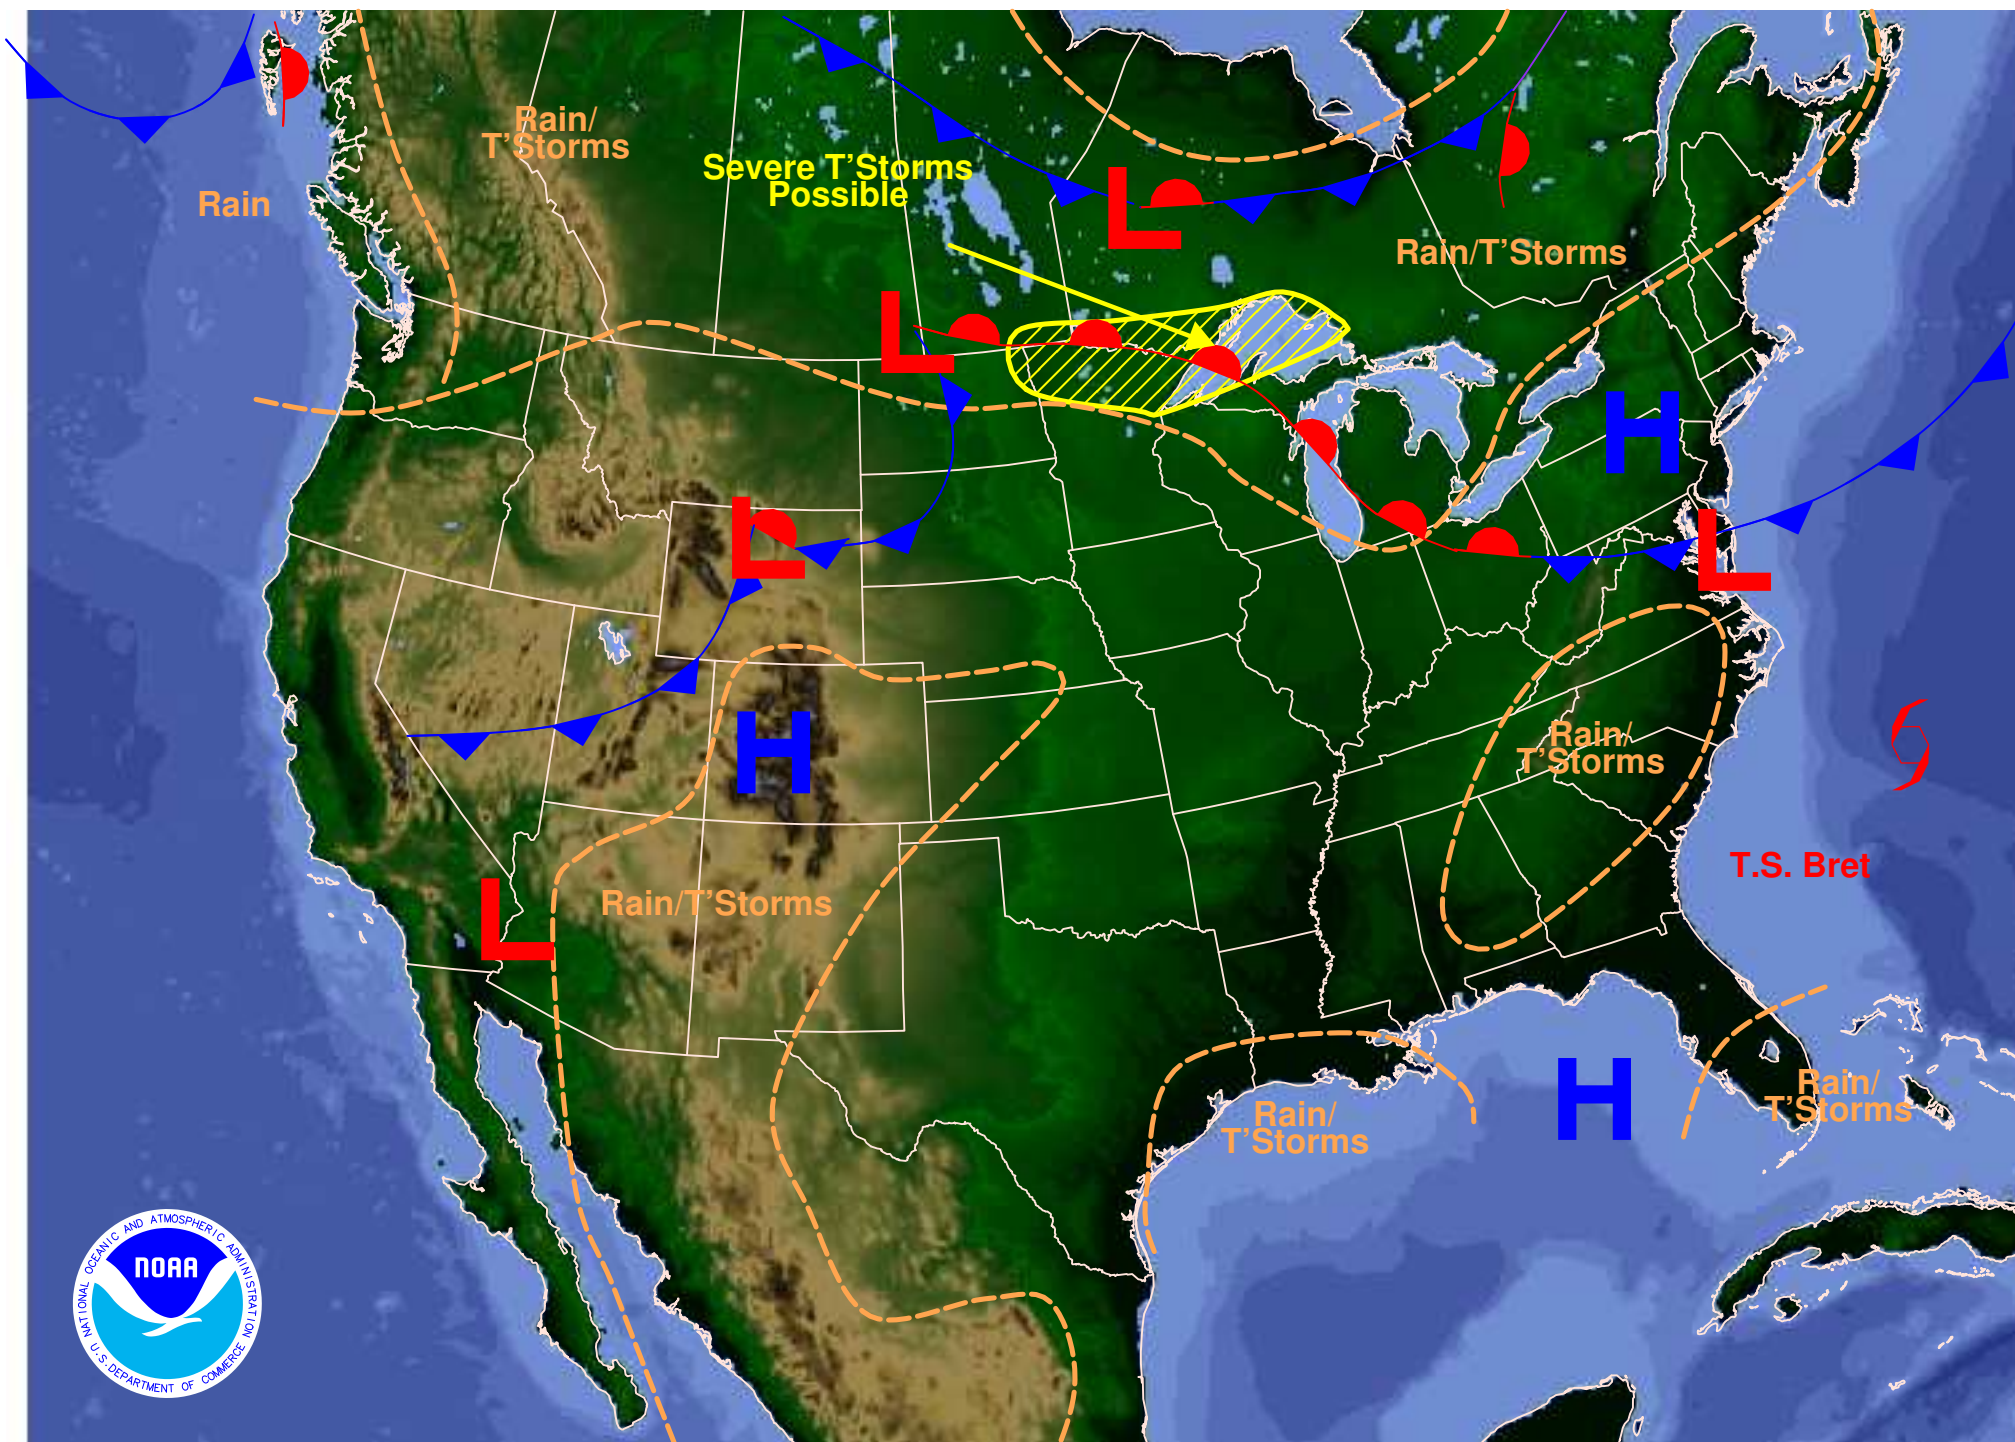 Rain/
T'Storms
Severe T'Storms
Possible
Rain
L
Rain/T'Storms
L
H
L
L
H
Rain/
T'Storms
T.S. Bret
L
Rain/T'Storms
H
Rain/
T'Storms
Rain/
T'Storms
NATIONAL OCEANIC AND ATMOSPHERIC ADMINISTRATION
NOAA
U.S. DEPARTMENT OF COMMERCE